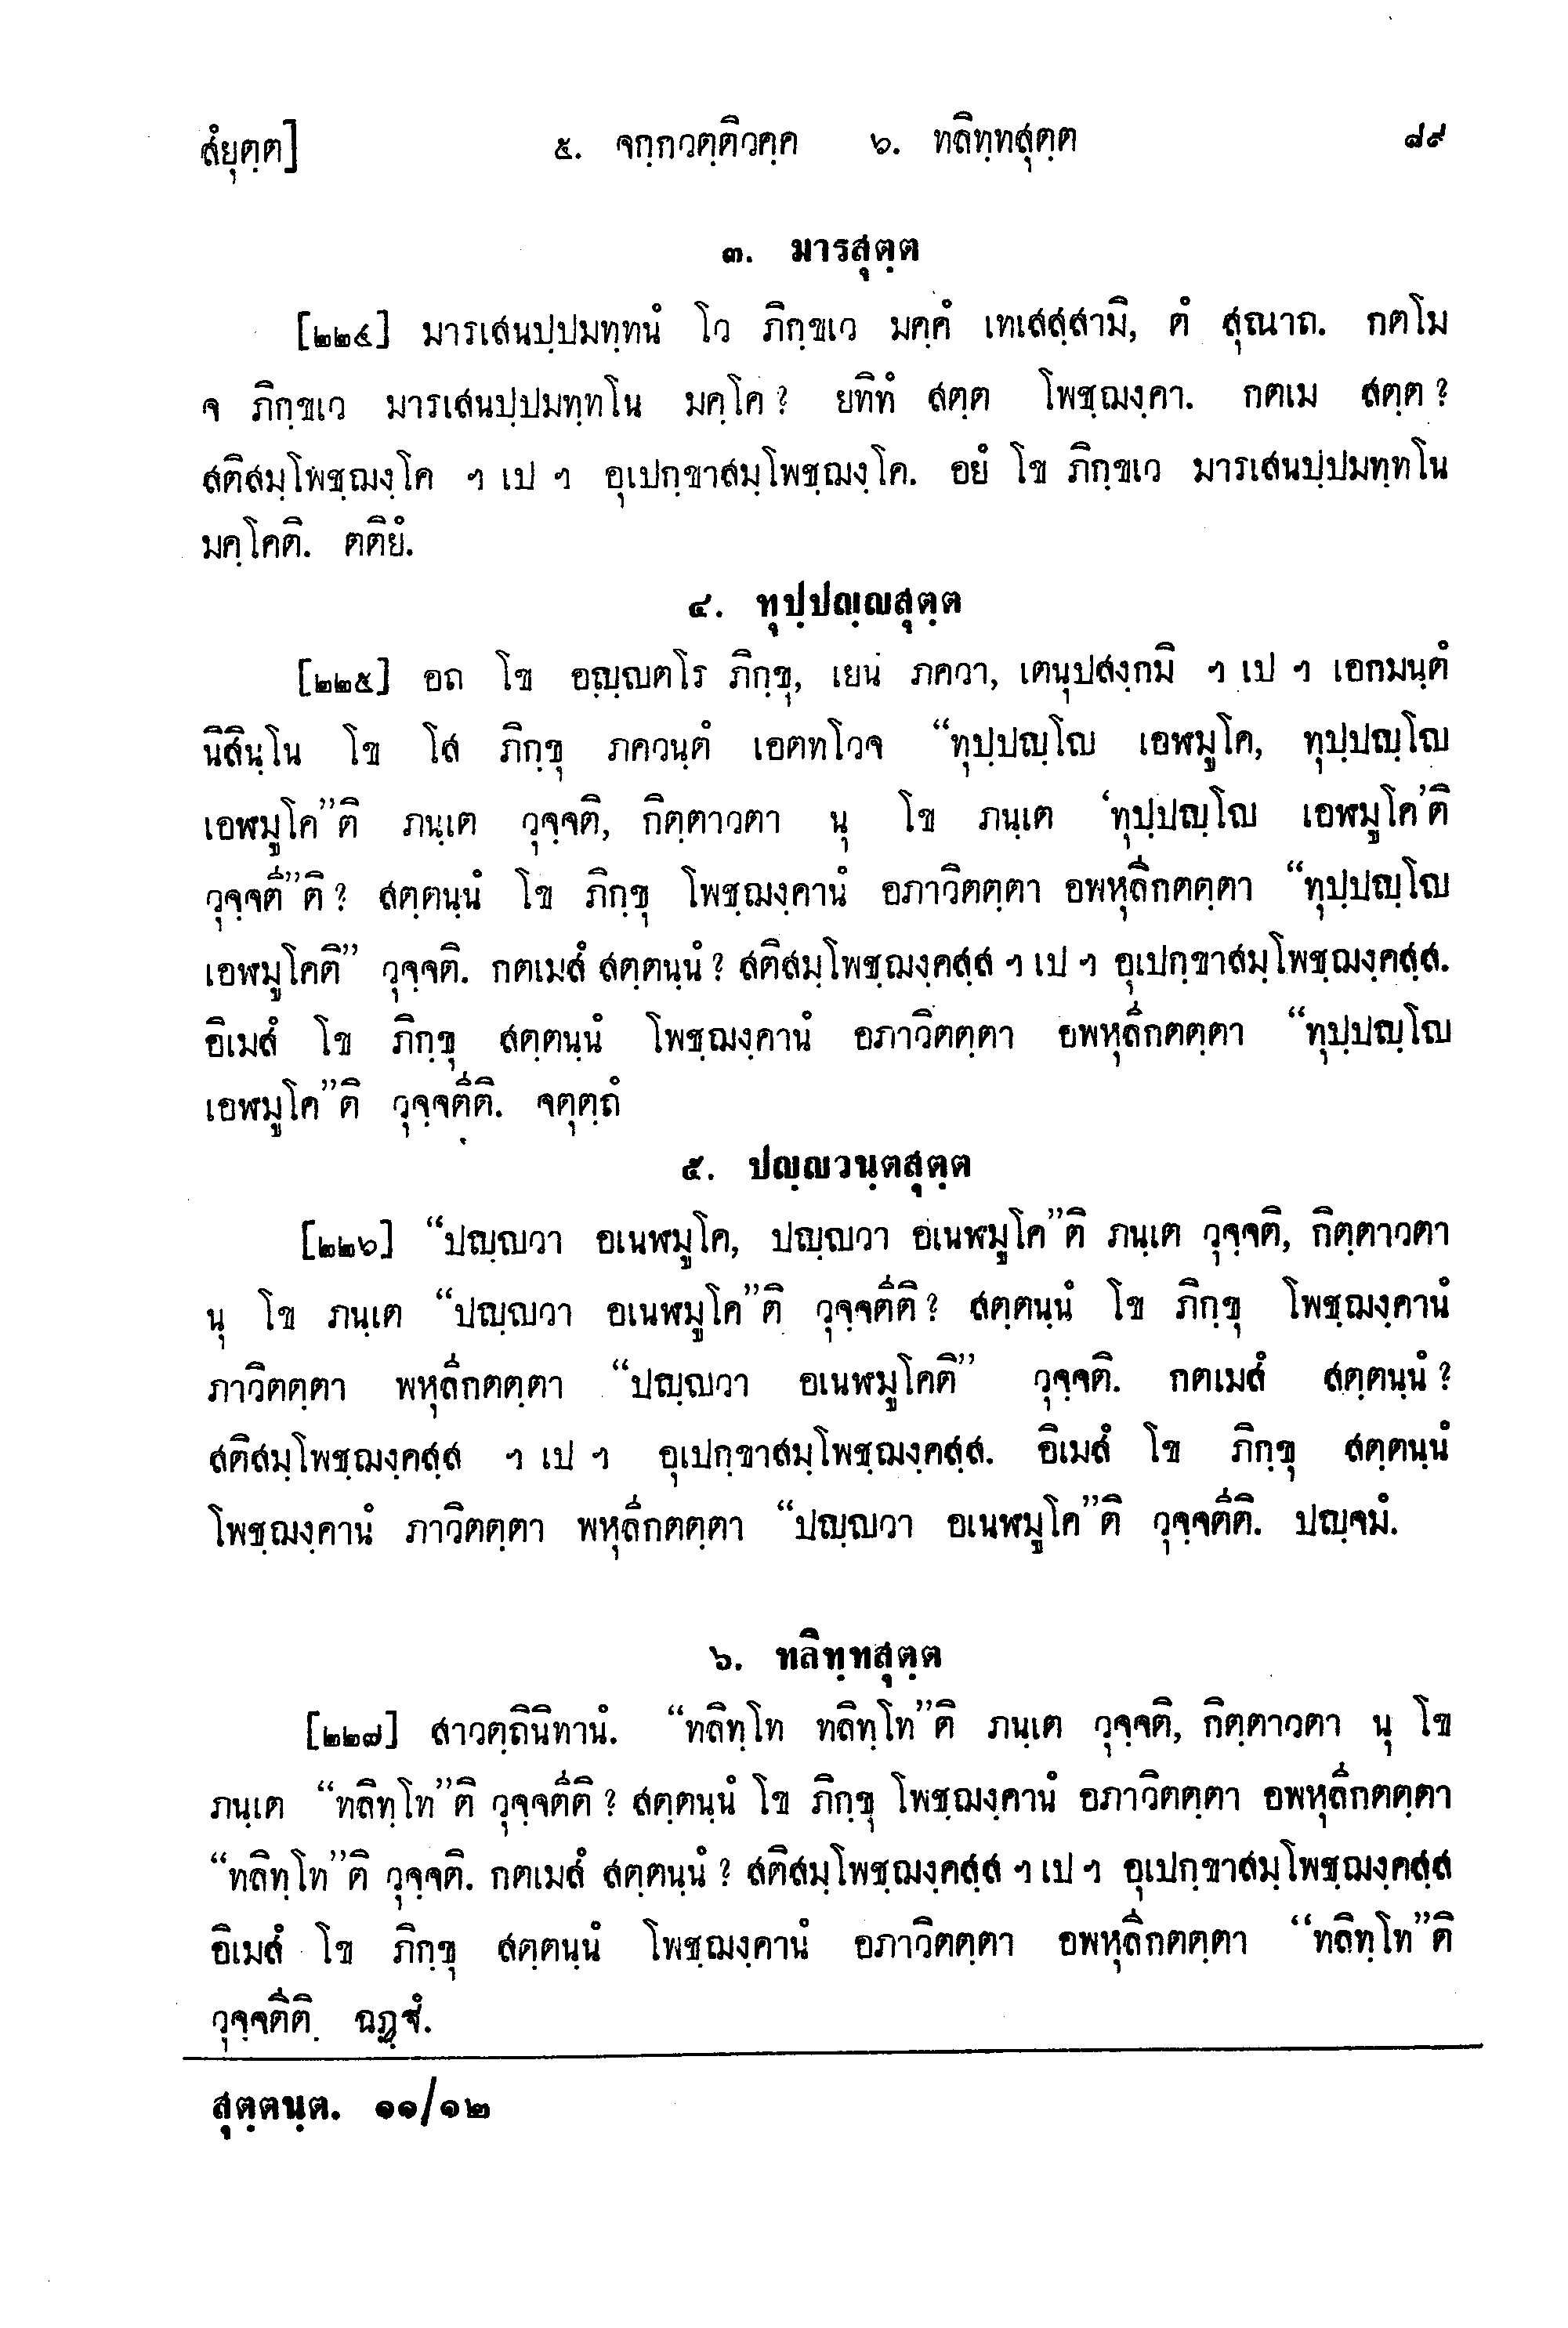 สํยุตฺต] ๕. จกฺกวตฺติวคฺค ๖. ทลิทฺทสุตฺต ๘๙
๓. มารสุตฺต
[๒๒๔] มารเสนปฺปมทฺทนํ โว ภิกฺขเว มคฺคํ เทเสสฺสามิ, ตํ สุณาถ. กตโม
จ ภิกฺขเว มารเสนปฺปมทฺทโน มคฺโค? ยทิทํ สตฺต โพชฺฌงฺคา. กตเม สตฺต?
สติสมฺโพชฺฌงฺโค ฯ เป ฯ อุเปกฺขาสมฺโพชฺฌงฺโค. อยํ โข ภิกฺขเว มารเสนปฺปมทฺทโน
มคฺโคติ. ตติยํ.
๔. ทุปฺปญฺญสุตฺต
[๒๒๕] อถ โข อญฺญตโร ภิกฺขุ, เยน ภควา, เตนุปสงฺกมิ ฯ เป ฯ เอกมนฺตํ
นิสินฺโน โข โส ภิกฺขุ ภควนฺตํ เอตทโวจ “ทุปฺปญฺโญ เอฬมูโค, ทุปฺปญฺโญ
เอฬมูโค”ติ ภนฺเต วุจฺจติ, กิตฺตาวตา นุ โข ภนฺเต ‘ทุปฺปญฺโญ เอฬมูโค’ติ
วุจฺจตี”ติ? สตฺตนฺนํ โข ภิกฺขุ โพชฺฌงฺคานํ อภาวิตตฺตา อพหุลีกตตฺตา “ทุปฺปญฺโญ
เอฬมูโคติ” วุจฺจติ. กตเมสํ สตฺตนฺนํ? สติสมฺโพชฺฌงฺคสฺส ฯ เป ฯ อุเปกฺขาสมฺโพชฺฌงฺคสฺส.
อิเมสํ โข ภิกฺขุ สตฺตนฺนํ โพชฺฌงฺคานํ อภาวิตตฺตา อพหุลีกตตฺตา “ทุปฺปญฺโญ
เอฬมูโค”ติ วุจฺจตีติ. จตุตฺถํ
๕. ปญฺญวนฺตสุตฺต
[๒๒๖] “ปญฺญวา อเนฬมูโค, ปญฺญวา อเนฬมูโค”ติ ภนฺเต วุจฺจติ, กิตฺตาวตา
นุ โข ภนฺเต “ปญฺญวา อเนฬมูโค”ติ วุจฺจตีติ? สตฺตนฺนํ โข ภิกฺขุ โพชฺฌงฺคานํ
ภาวิตตฺตา พหุลีกตตฺตา “ปญฺญวา อเนฬมูโคติ” วุจฺจติ. กตเมสํ สตฺตนฺนํ?
สติสมฺโพชฺฌงฺคสฺส ฯ เป ฯ อุเปกฺขาสมฺโพชฺฌงฺคสฺส. อิเมสํ โข ภิกฺขุ สตฺตนฺนํ
โพชฺฌงฺคานํ ภาวิตตฺตา พหุลีกตตฺตา “ปญฺญวา อเนฬมูโค”ติ วุจฺจตีติ. ปญฺจมํ.
๖. ทลิทฺทสุตฺต
[๒๒๗] สาวตฺถินิทานํ. “ทลิทฺโท ทลิทฺโท”ติ ภนฺเต วุจฺจติ, กิตฺตาวตา นุ โข
ภนฺเต “ทลิทฺโท”ติ วุจฺจตีติ? สตฺตนฺนํ โข ภิกฺขุ โพชฺฌงฺคานํ อภาวิตตฺตา อพหุลีกตตฺตา
“ทลิทฺโท”ติ วุจฺจติ. กตเมสํ สตฺตนฺนํ? สติสมฺโพชฺฌงฺคสฺส ฯ เป ฯ อุเปกฺขาสมฺโพชฺฌงฺคสฺส
อิเมสํ โข ภิกฺขุ สตฺตนฺนํ โพชฺฌงฺคานํ อภาวิตตฺตา อพหุลีกตตฺตา “ทลิทฺโท”ติ
วุจฺจตีติ. ฉฏฺฐํ.
สุตฺตนฺต. ๑๑/๑๒